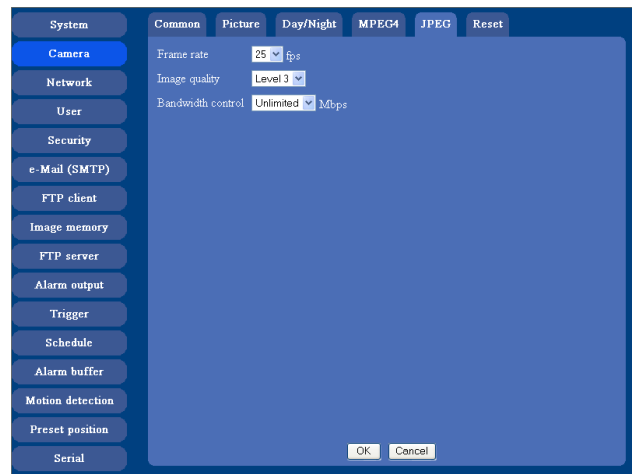 System
Camera
Network
User
Security
e-Mail (SMTP)
FTP client
Image memory
FTP server
Alarm output
Trigger
Schedule
Alarm buffer
Motion detection
Preset position
Serial
Common Picture Day/Night MPEG4 JPEG Reset
Frame rate 25 fps
Image quality Level 3
Bandwidth control Unlimited Mbps
OK Cancel